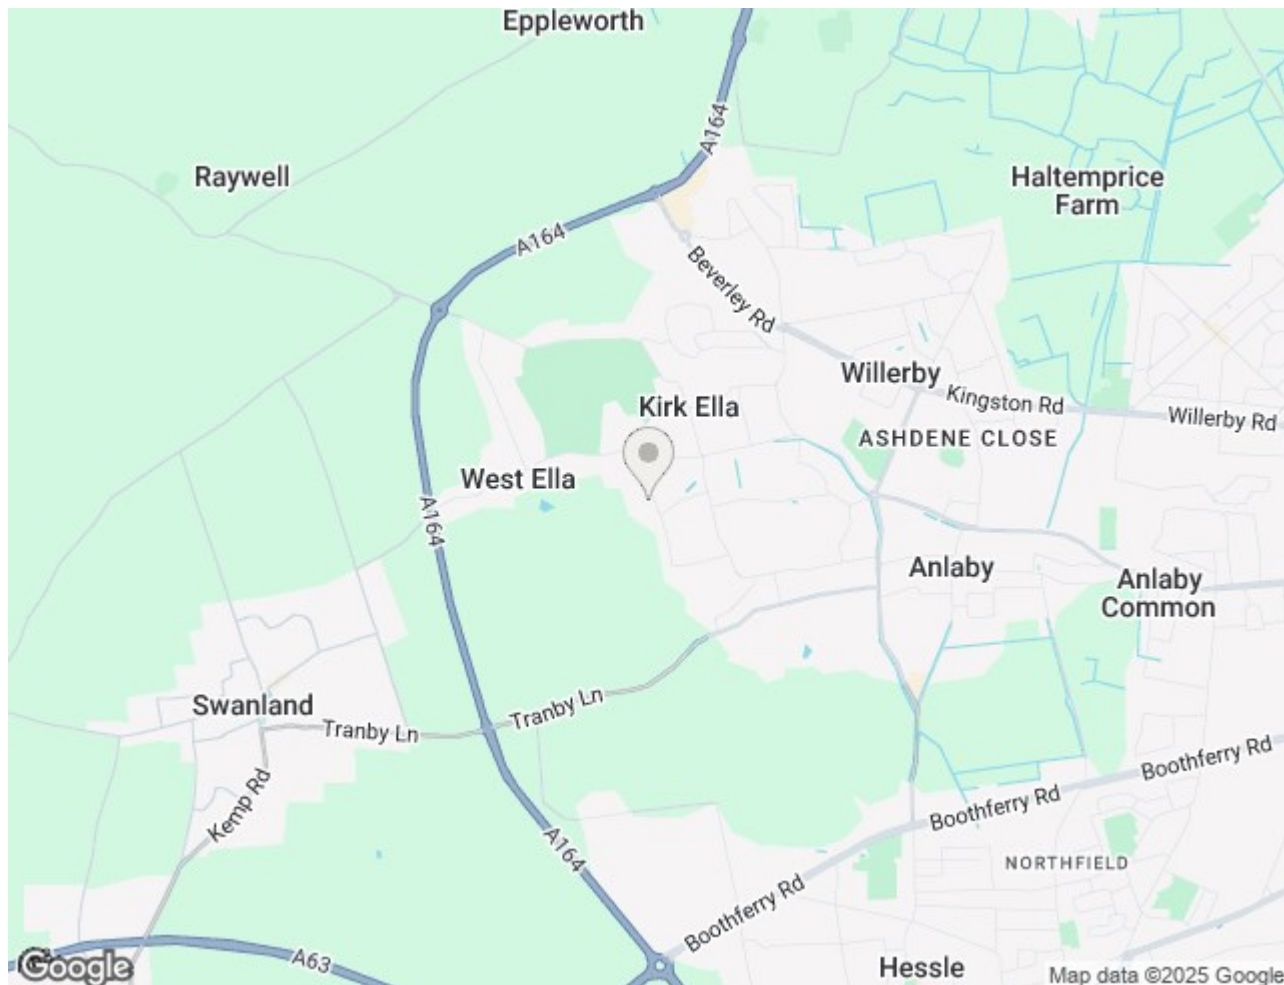 Eppleworth
A164
Raywell
Haltemprice
Farm
A164
Beverley Rd
Willerby
Kingston Rd
Willerby Rd
Kirk Ella
ASHDENE CLOSE
West Ella
A164
Anlaby
Anlaby
Common
Swanland
Tranby Ln
Tranby Ln
Kemp Rd
Boothferry Rd
Boothferry Rd
A164
NORTHFIELD
Boothferry Rd
A63
Hessle
Google
Map data ©2025 Google